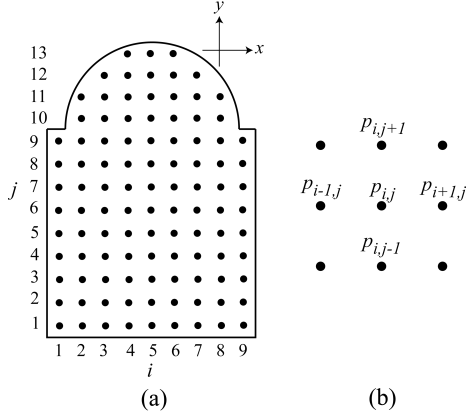 y
x
13
12
11
10
9
8
7
6
5
4
3
2
1
j
1 2 3 4 5 6 7 8 9
i
(a)
p_{i,j+1}
p_{i-1,j} p_{i,j} p_{i+1,j}
p_{i,j-1}
(b)